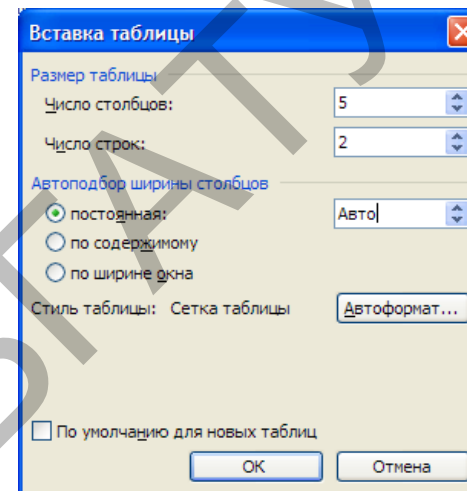 Вставка таблицы
Размер таблицы
Число столбцов: 5
Число строк: 2
Автоподбор ширины столбцов
постоянная: Авто
по содержимому
по ширине окна
Стиль таблицы: Сетка таблицы Автоформат...
По умолчанию для новых таблиц
ОК Отмена